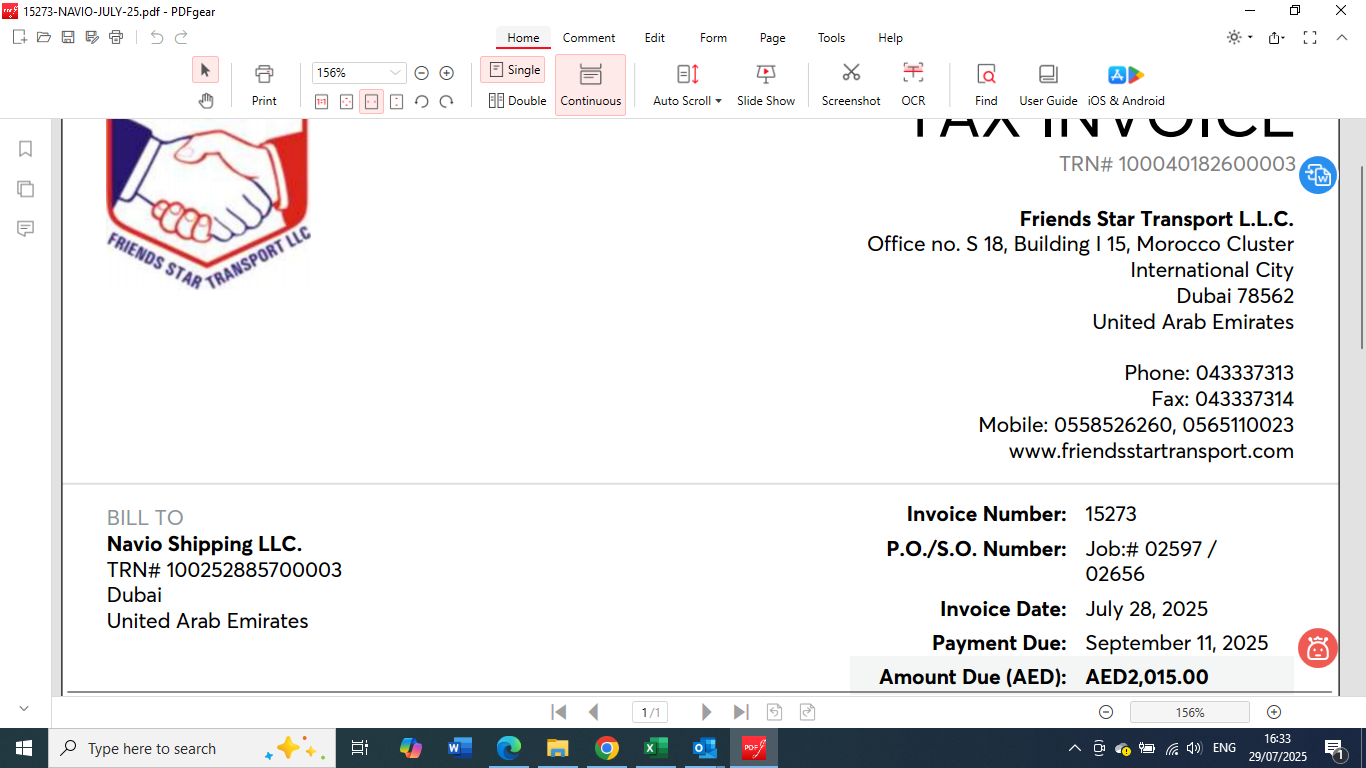 15273-NAVIO-JULY-25.pdf - PDFgear
Home Comment Edit Form Page Tools Help
156%
Single
Double
Print
Continuous
Auto Scroll
Slide Show
Screenshot
OCR
Find
User Guide
iOS & Android
TAX INVOICE
TRN# 100040182600003
FRIENDS STAR TRANSPORT LLC
Friends Star Transport L.L.C.
Office no. S 18, Building I 15, Morocco Cluster
International City
Dubai 78562
United Arab Emirates
Phone: 043337313
Fax: 043337314
Mobile: 0558526260, 0565110023
www.friendsstartransport.com
BILL TO
Navio Shipping LLC.
TRN# 100252885700003
Dubai
United Arab Emirates
Invoice Number: 15273
P.O./S.O. Number: Job:# 02597 /
02656
Invoice Date: July 28, 2025
Payment Due: September 11, 2025
Amount Due (AED): AED2,015.00
1 /1
156%
Type here to search
ENG
16:33
29/07/2025
1